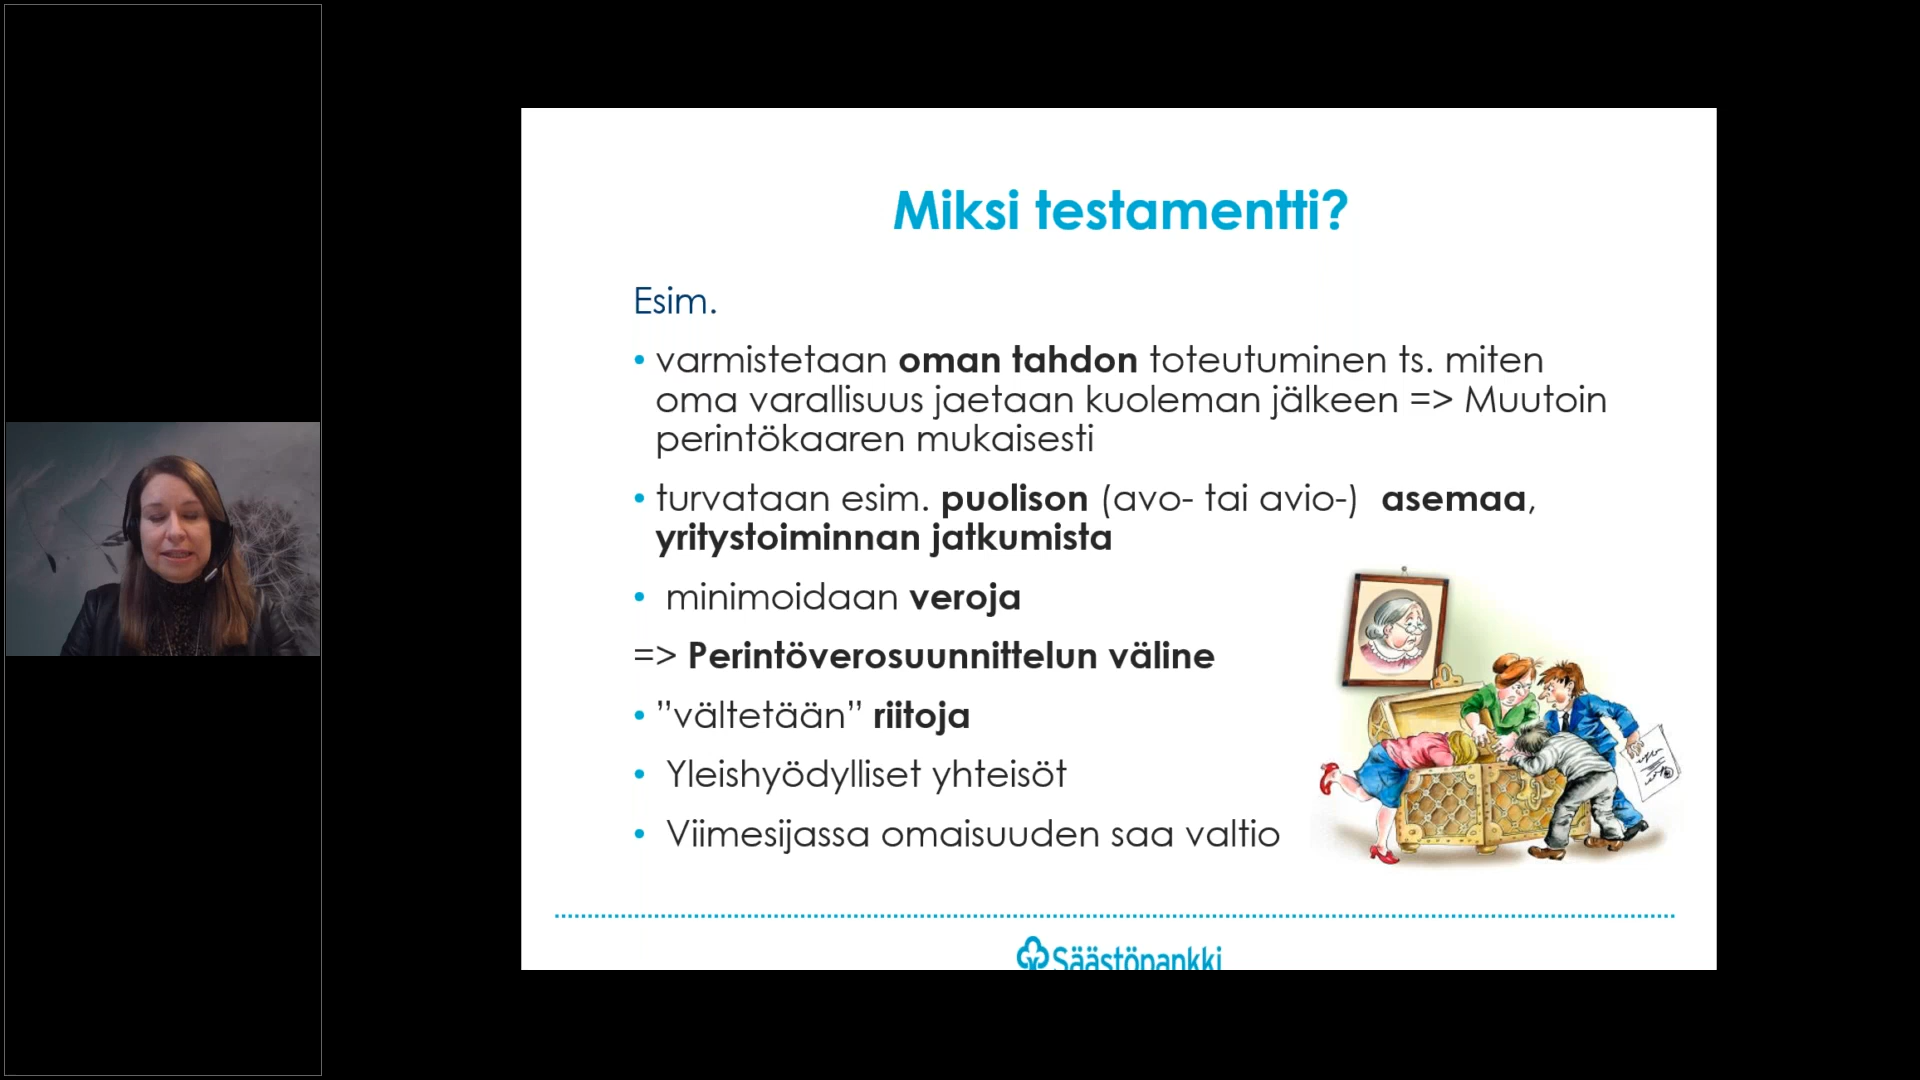 Miksi testamentti?
Esim.
• varmistetaan oman tahdon toteutuminen ts. miten
oma varallisuus jaetaan kuoleman jälkeen => Muutoin
perintökaaren mukaisesti
• turvataan esim. puolison (avo- tai avio-) asemaa,
yritystoiminnan jatkumista
• minimoidaan veroja
=> Perintöverosuunnittelun väline
• ”vältetään” riitoja
• Yleishyödylliset yhteisöt
• Viimesijassa omaisuuden saa valtio
Säästöpankki